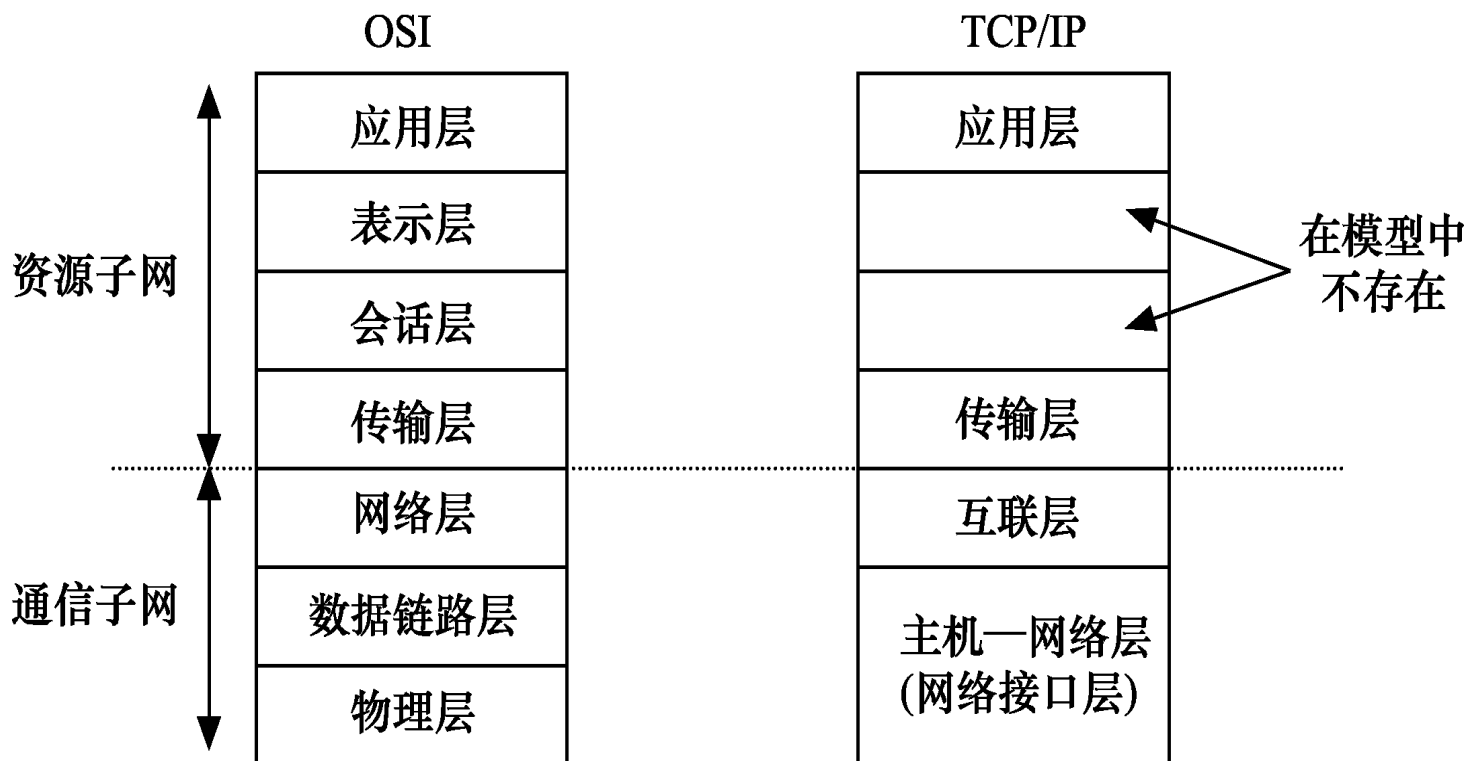 OSI
TCP/IP
应用层
表示层
会话层
传输层
网络层
数据链路层
物理层
资源子网
通信子网
应用层
传输层
互联层
主机—网络层
(网络接口层)
在模型中
不存在